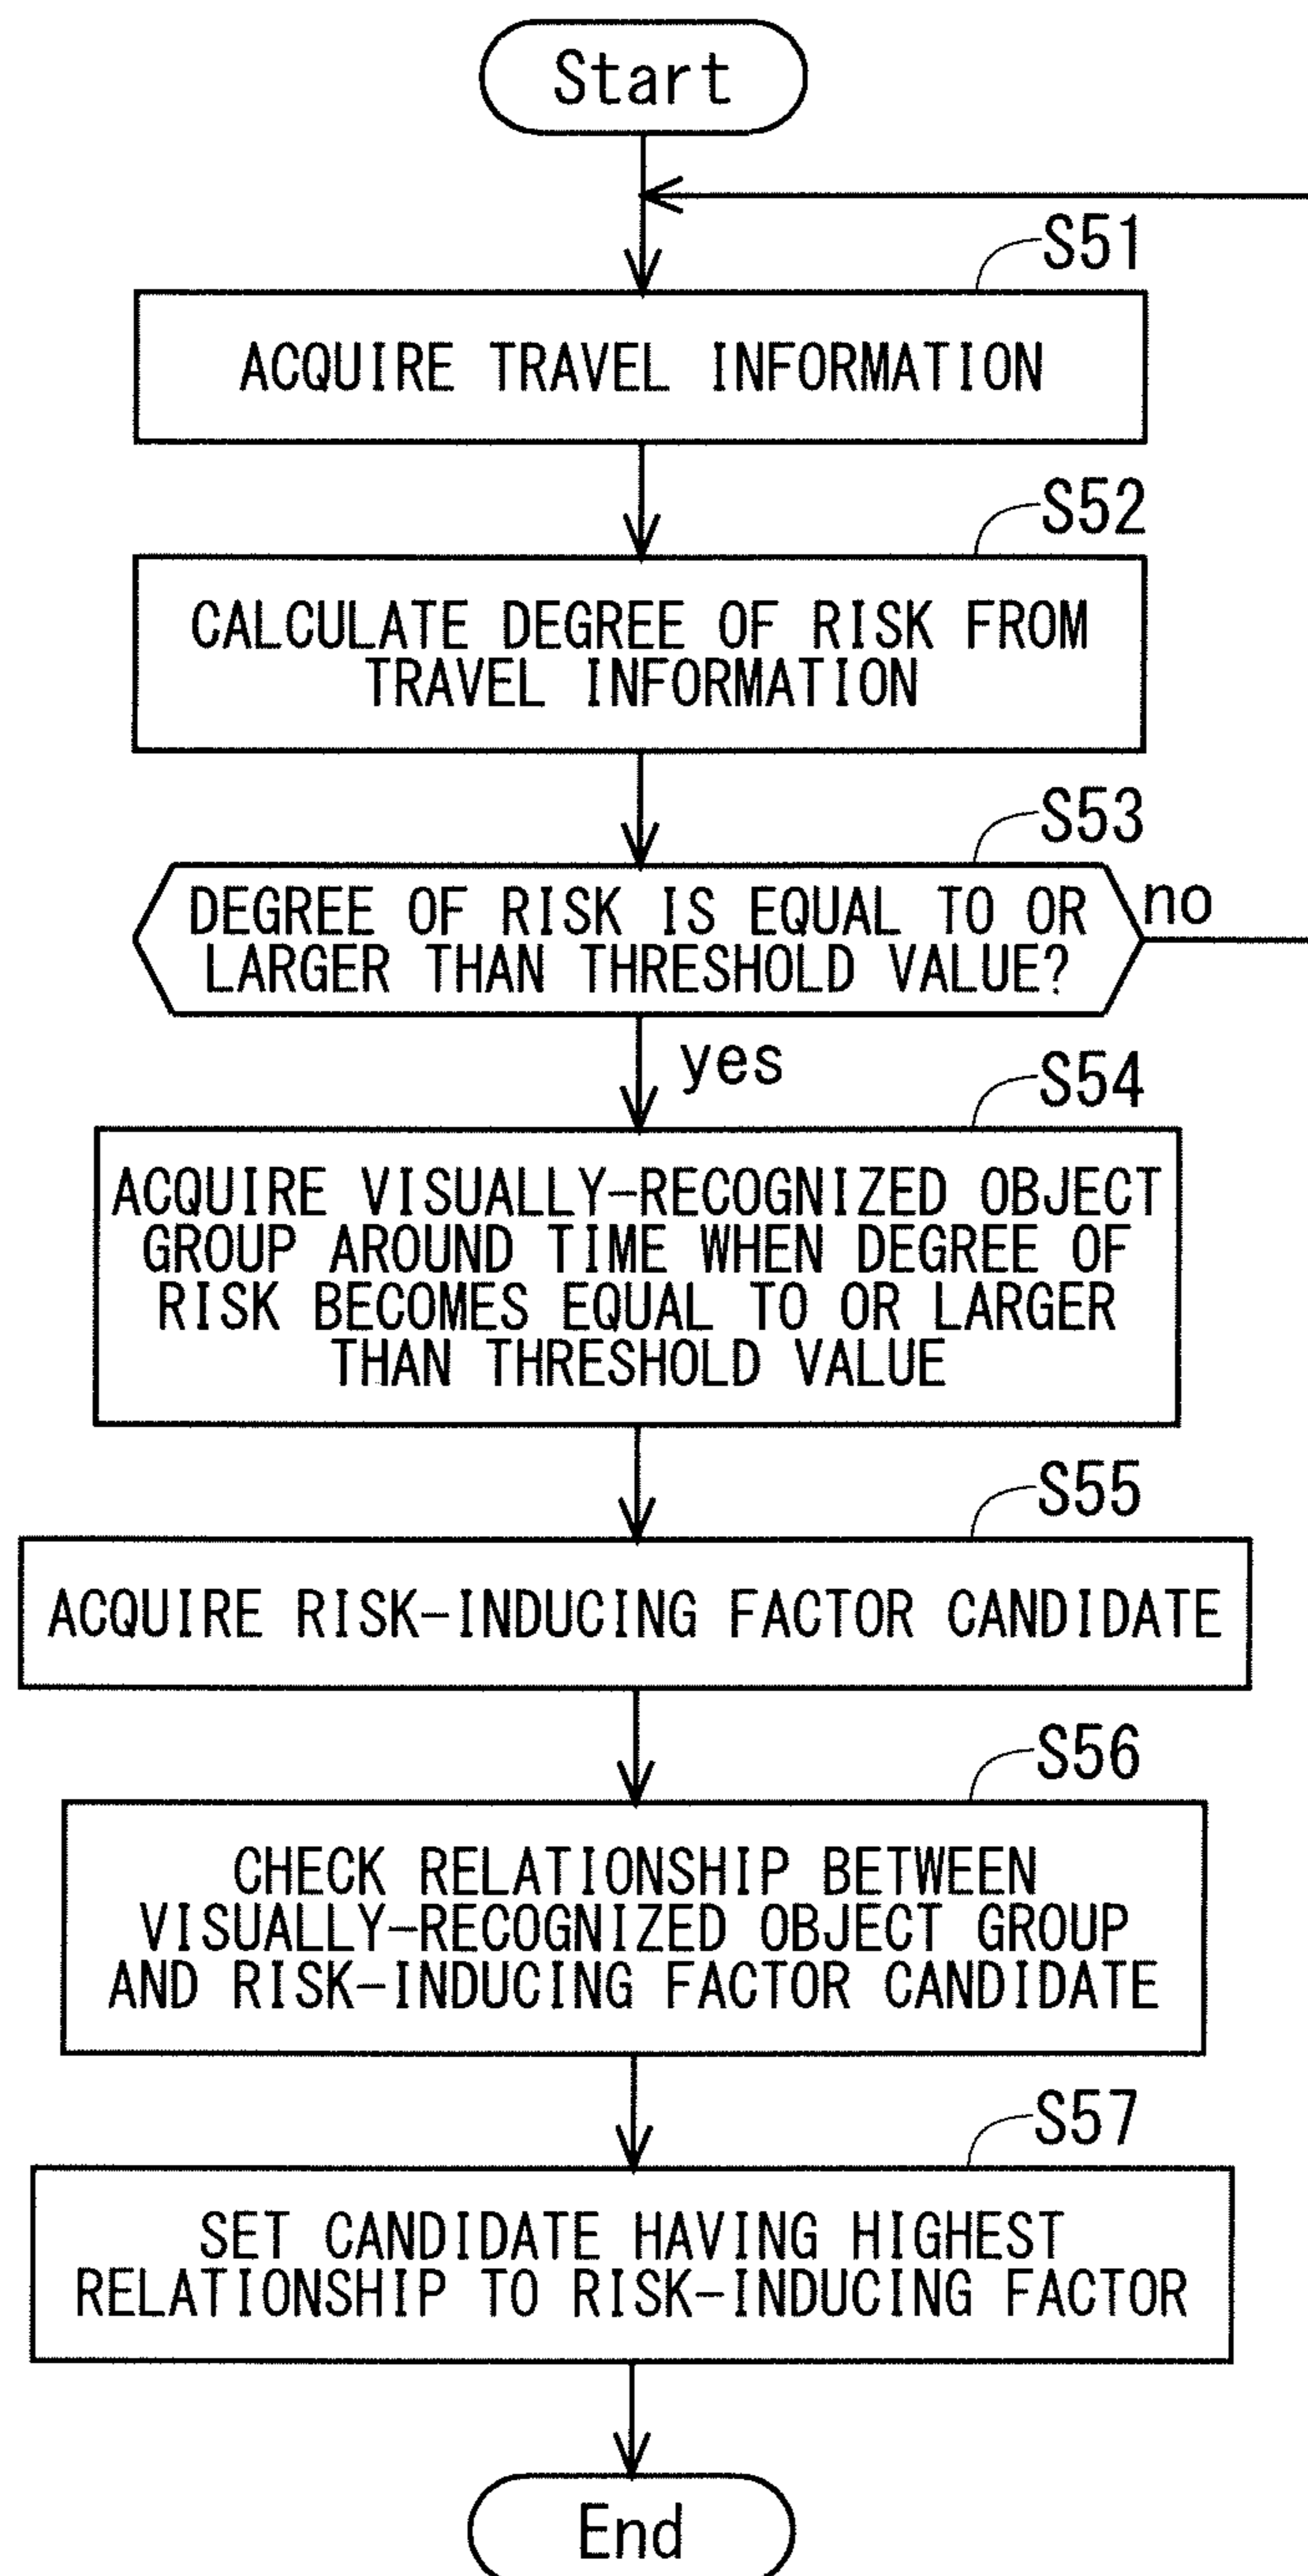 Start
S51
ACQUIRE TRAVEL INFORMATION
S52
CALCULATE DEGREE OF RISK FROM
TRAVEL INFORMATION
S53
DEGREE OF RISK IS EQUAL TO OR
LARGER THAN THRESHOLD VALUE?
no
yes
S54
ACQUIRE VISUALLY-RECOGNIZED OBJECT
GROUP AROUND TIME WHEN DEGREE OF
RISK BECOMES EQUAL TO OR LARGER
THAN THRESHOLD VALUE
S55
ACQUIRE RISK-INDUCING FACTOR CANDIDATE
S56
CHECK RELATIONSHIP BETWEEN
VISUALLY-RECOGNIZED OBJECT GROUP
AND RISK-INDUCING FACTOR CANDIDATE
S57
SET CANDIDATE HAVING HIGHEST
RELATIONSHIP TO RISK-INDUCING FACTOR
End